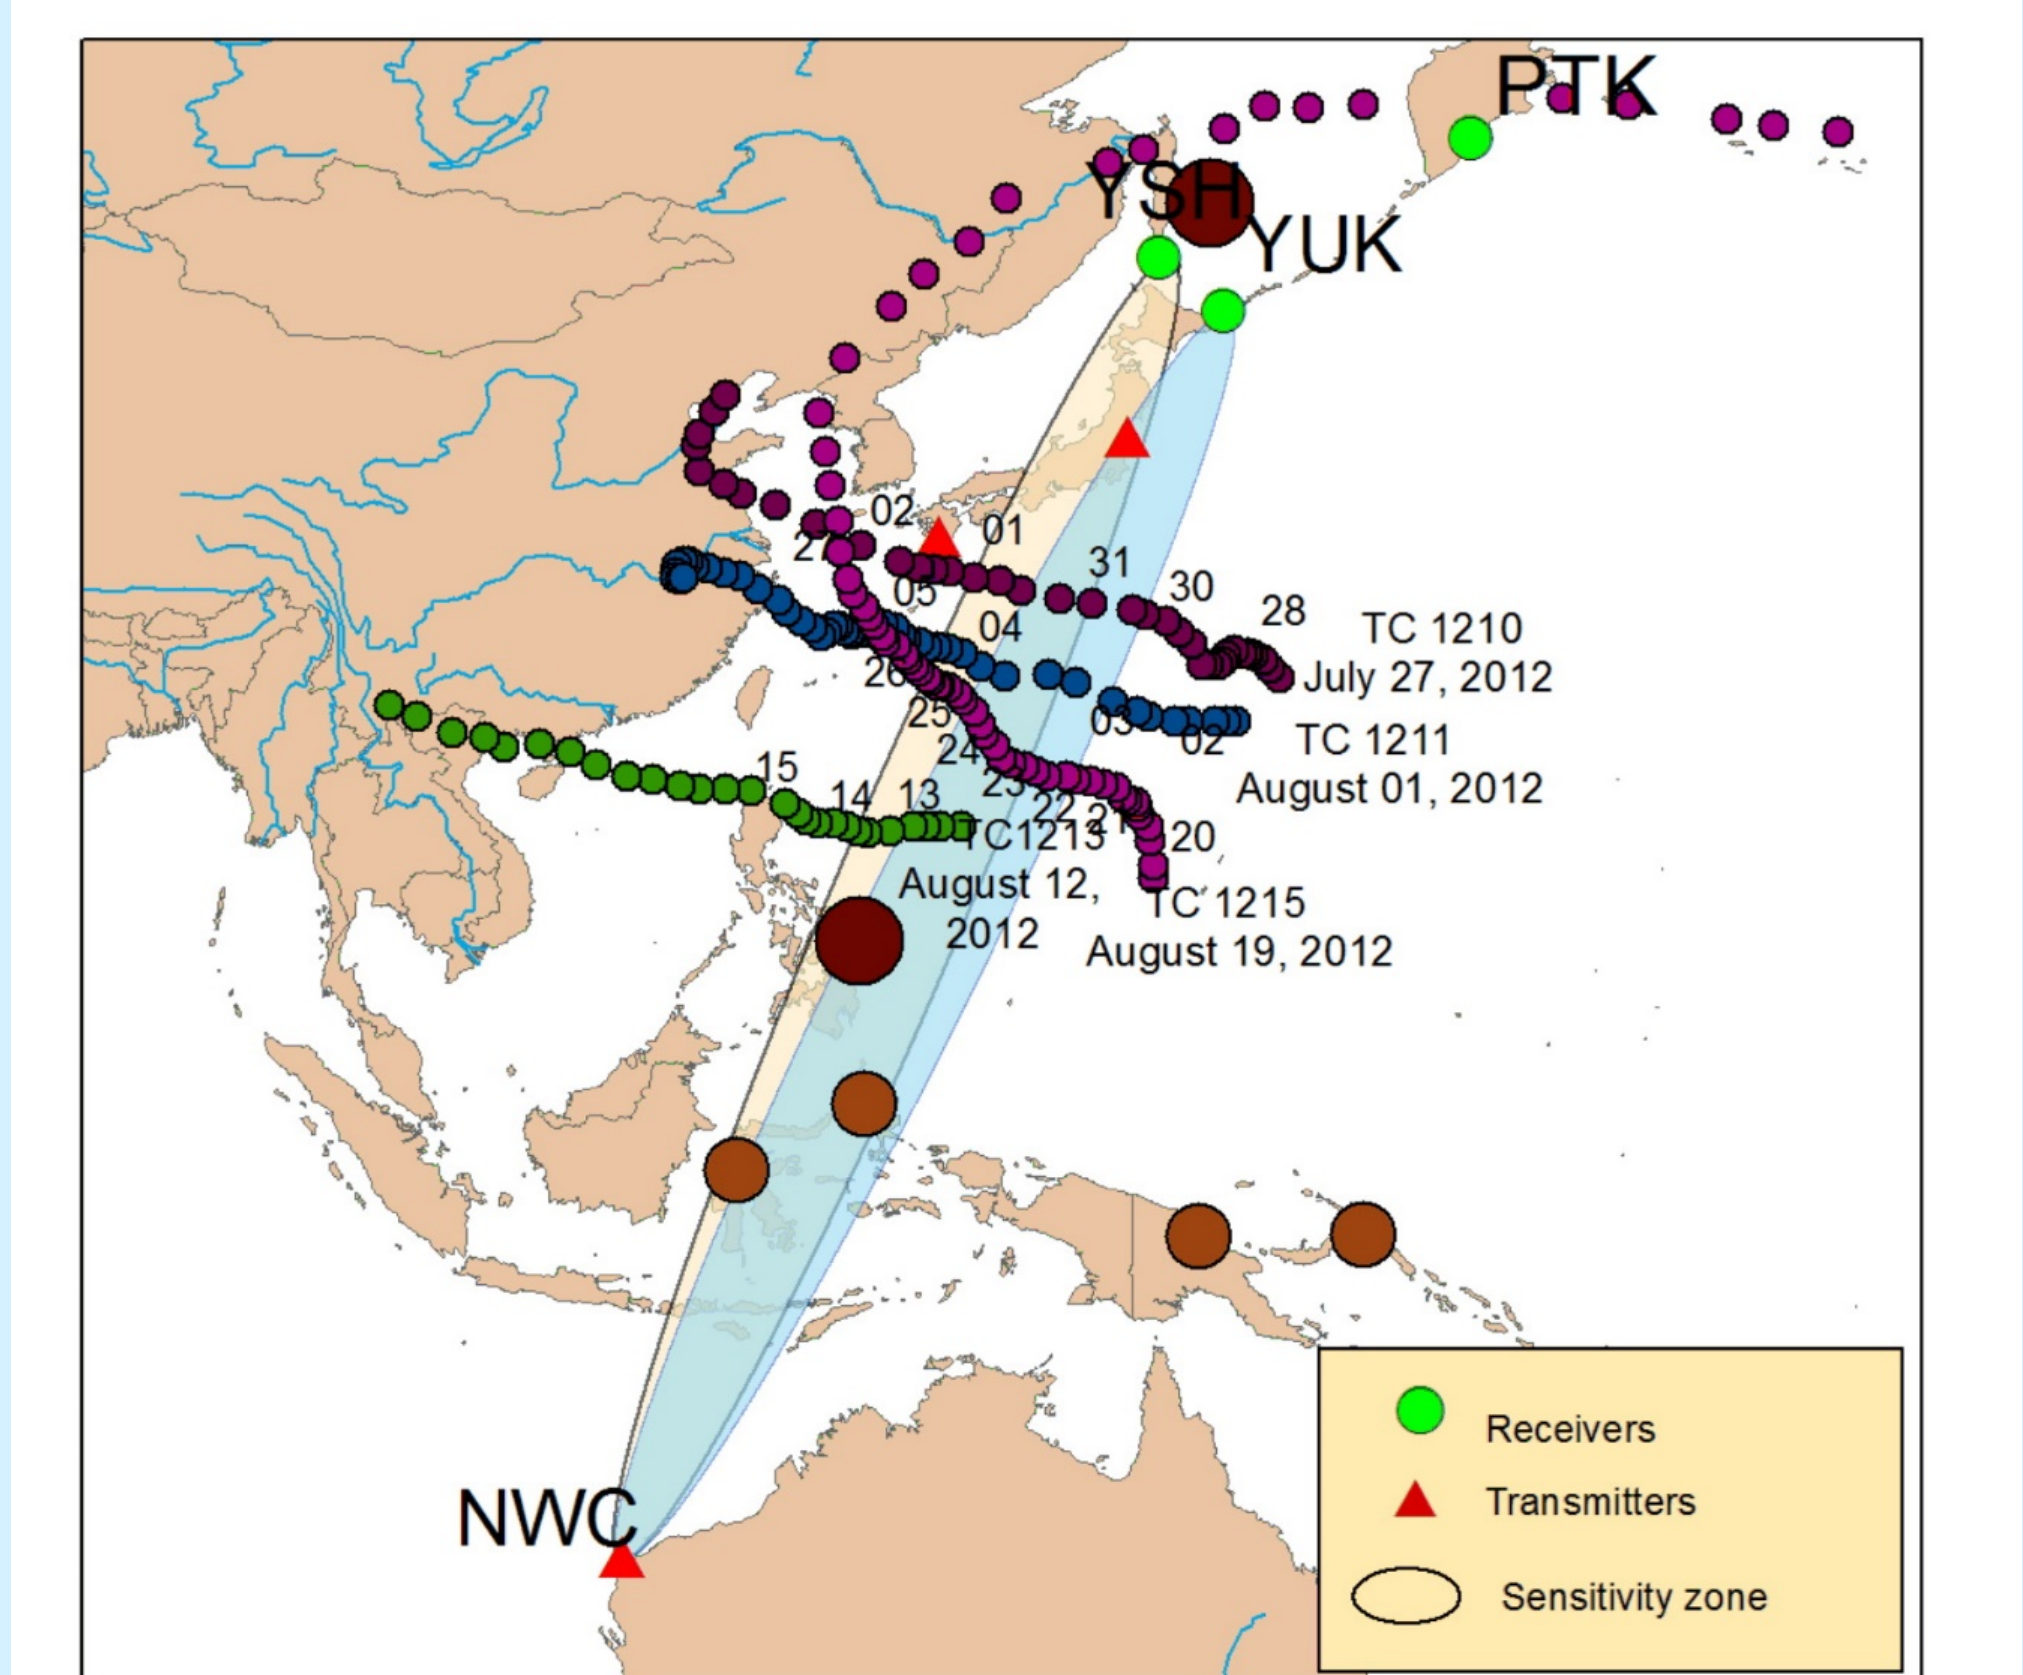 PTK
YSH
YUK
02
01
27
31
05
30
28
04
TC 1210
July 27, 2012
26
25
03
02
TC 1211
24
August 01, 2012
15
14
13
23
22
21
20
TC1213
August 12,
2012
TC 1215
August 19, 2012
NWC
Receivers
Transmitters
Sensitivity zone